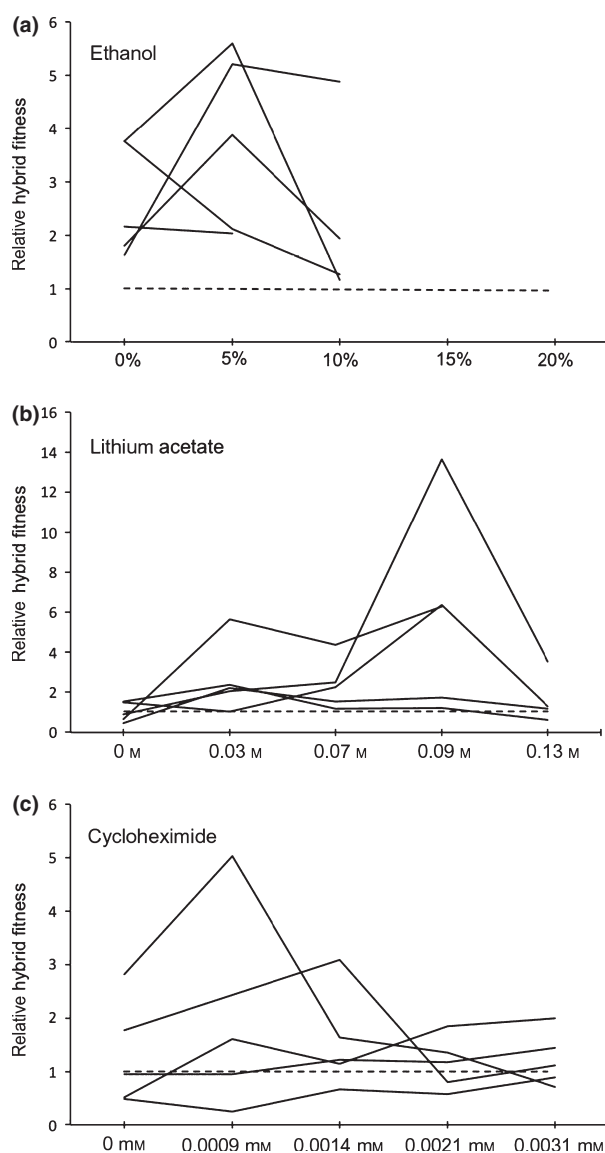 (a)
Ethanol
Relative hybrid fitness
6
5
4
3
2
1
0
0% 5% 10% 15% 20%
(b)
Lithium acetate
Relative hybrid fitness
16
14
12
10
8
6
4
2
0
0 M 0.03 M 0.07 M 0.09 M 0.13 M
(c)
Cycloheximide
Relative hybrid fitness
6
5
4
3
2
1
0
0 mM 0.0009 mM 0.0014 mM 0.0021 mM 0.0031 mM